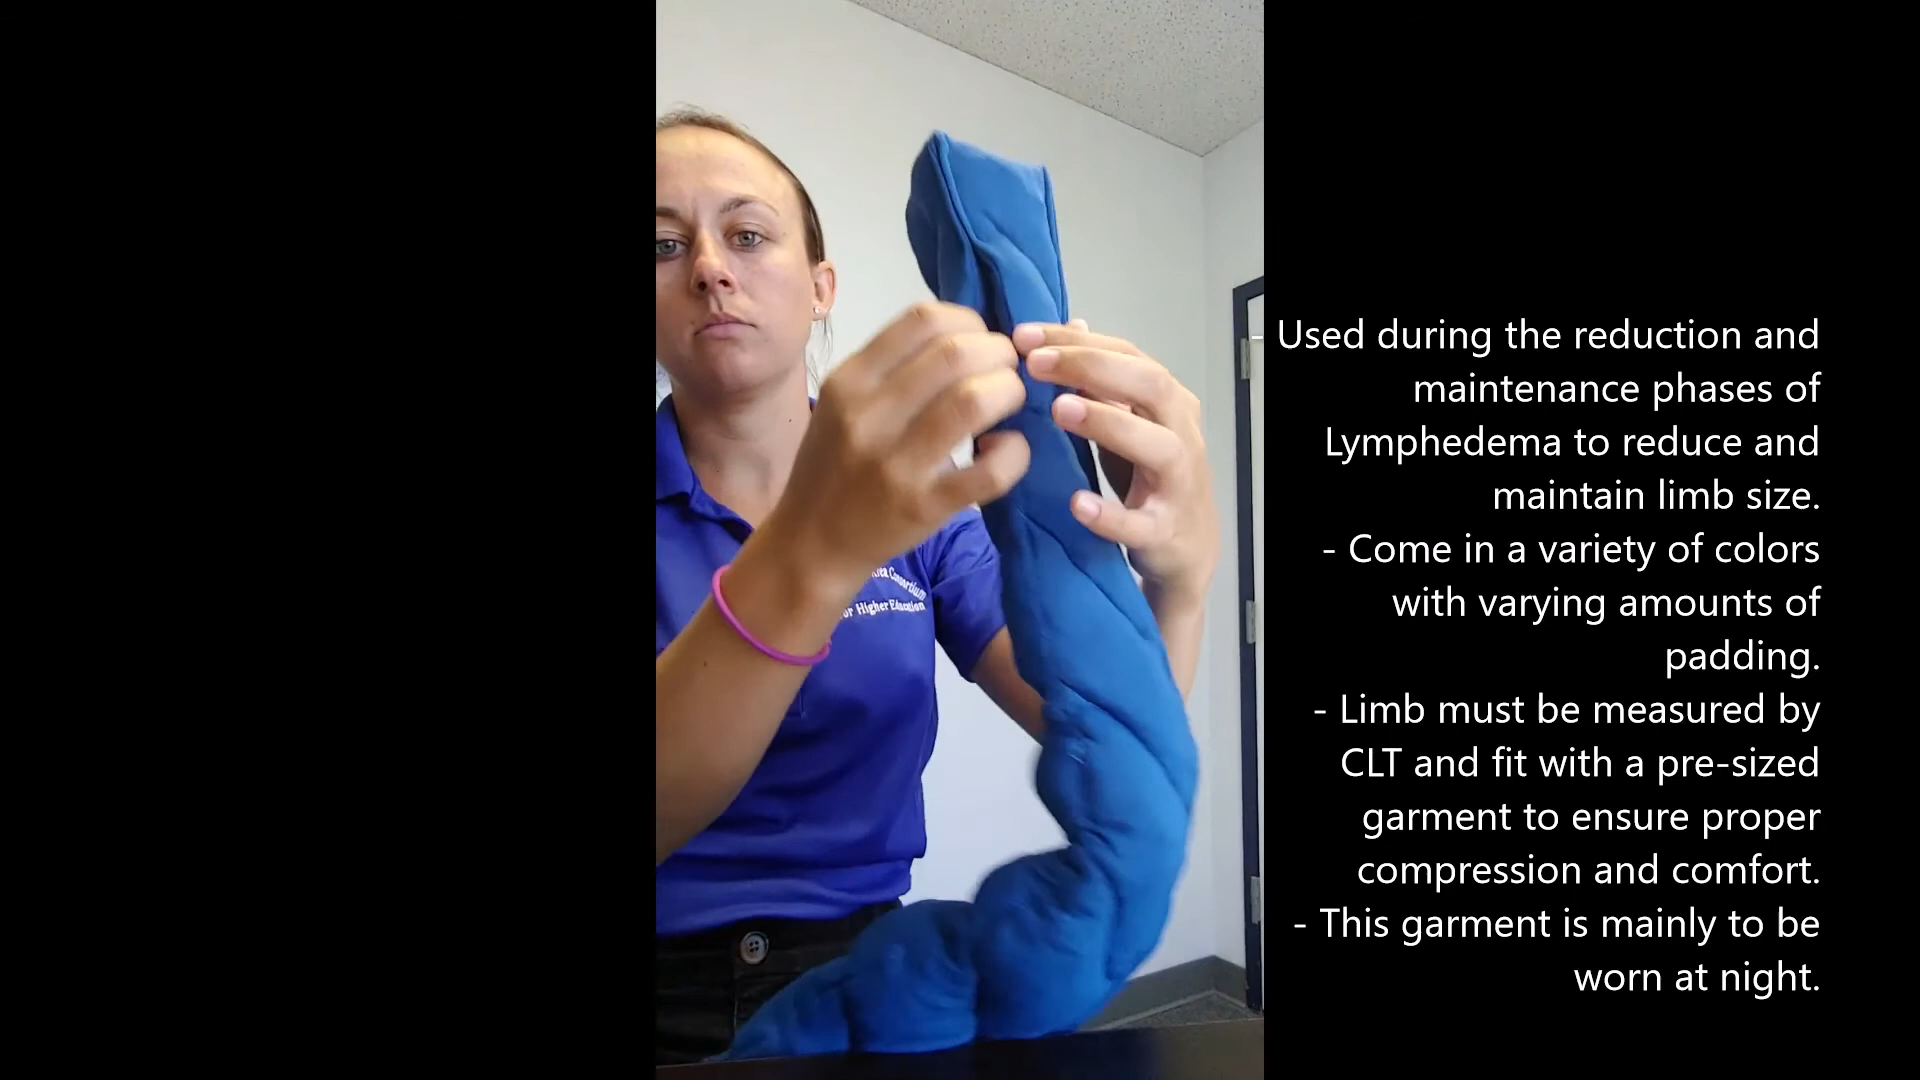 Area Consortium
for Higher Education
Used during the reduction and
maintenance phases of
Lymphedema to reduce and
maintain limb size.
- Come in a variety of colors
with varying amounts of
padding.
- Limb must be measured by
CLT and fit with a pre-sized
garment to ensure proper
compression and comfort.
- This garment is mainly to be
worn at night.